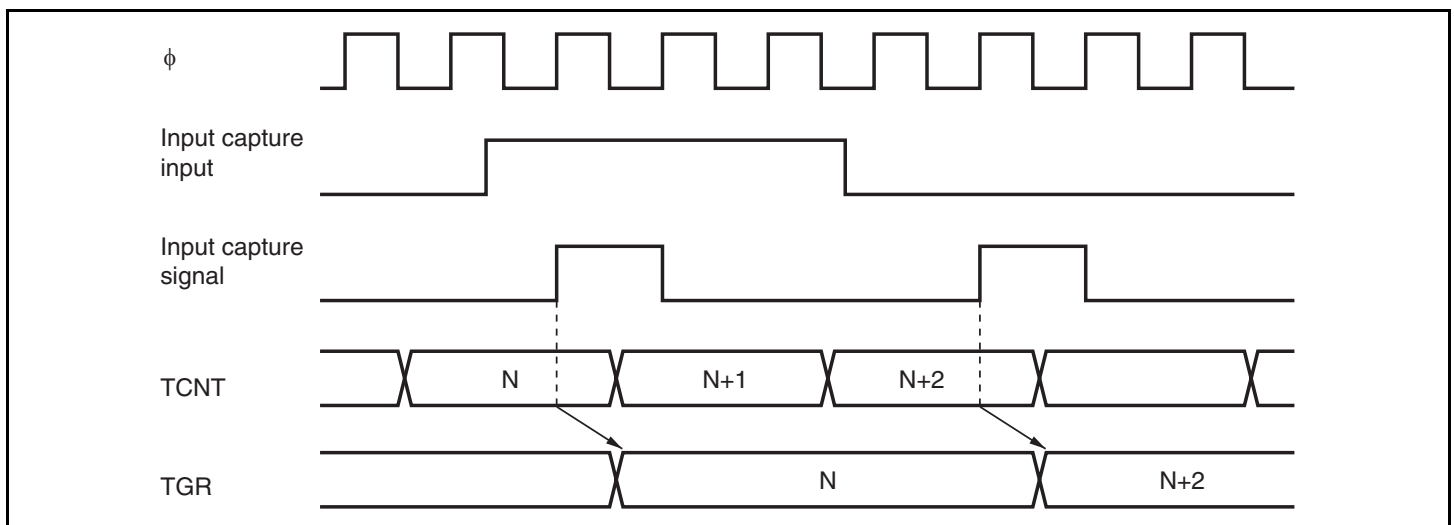 ϕ
Input capture
input
Input capture
signal
TCNT
N
N+1
N+2
TGR
N
N+2